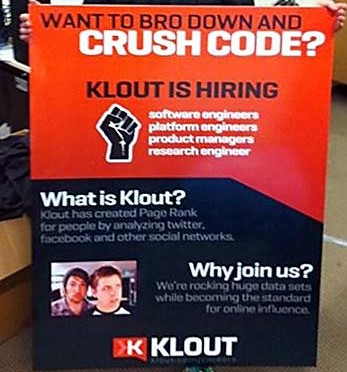 WANT TO BRO DOWN AND
CRUSH CODE?
KLOUT IS HIRING
software engineers
platform engineers
product managers
research engineer
What is Klout?
Klout has created Page Rank
for people by analyzing twitter,
facebook and other social networks.
Why join us?
We're rocking huge data sets
while becoming the standard
for online influence.
K KLOUT